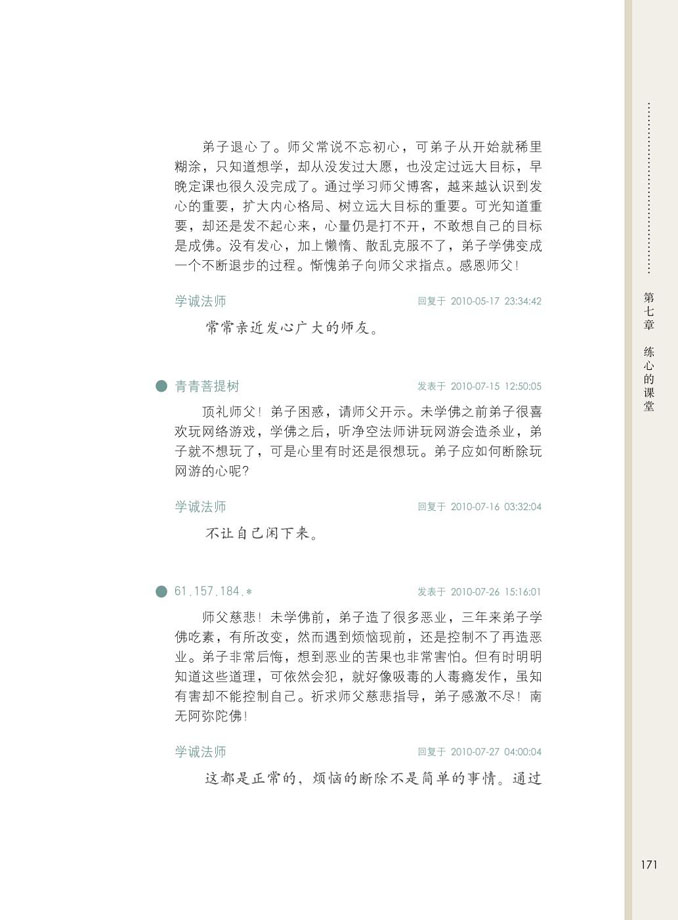 弟子退心了。师父常说不忘初心，可弟子从开始就稀里
糊涂，只知道想学，却从没发过大愿，也没定过远大目标，早
晚定课也很久没完成了。通过学习师父博客，越来越认识到发
心的重要，扩大内心格局、树立远大目标的重要。可光知道重
要，却还是发不起心来，心量仍是打不开，不敢想自己的目标
是成佛。没有发心，加上懒惰、散乱克服不了，弟子学佛变成
一个不断退步的过程。惭愧弟子向师父求指点。感恩师父！
学诚法师 回复于 2010-05-17 23:34:42
常常亲近发心广大的师友。
青青菩提树 发表于 2010-07-15 12:50:05
顶礼师父！弟子困惑，请师父开示。未学佛之前弟子很喜
欢玩网络游戏，学佛之后，听净空法师讲玩网游会造杀业，弟
子就不想玩了，可是心里有时还是很想玩。弟子应如何断除玩
网游的心呢？
学诚法师 回复于 2010-07-16 03:32:04
不让自己闲下来。
61.157.184.* 发表于 2010-07-26 15:16:01
师父慈悲！未学佛前，弟子造了很多恶业，三年来弟子学
佛吃素，有所改变，然而遇到烦恼现前，还是控制不了再造恶
业。弟子非常后悔，想到恶业的苦果也非常害怕。但有时明明
知道这些道理，可依然会犯，就好像吸毒的人毒瘾发作，虽知
有害却不能控制自己。祈求师父慈悲指导，弟子感激不尽！南
无阿弥陀佛！
学诚法师 回复于 2010-07-27 04:00:04
这都是正常的，烦恼的断除不是简单的事情。通过
第七章 练心的课堂
171